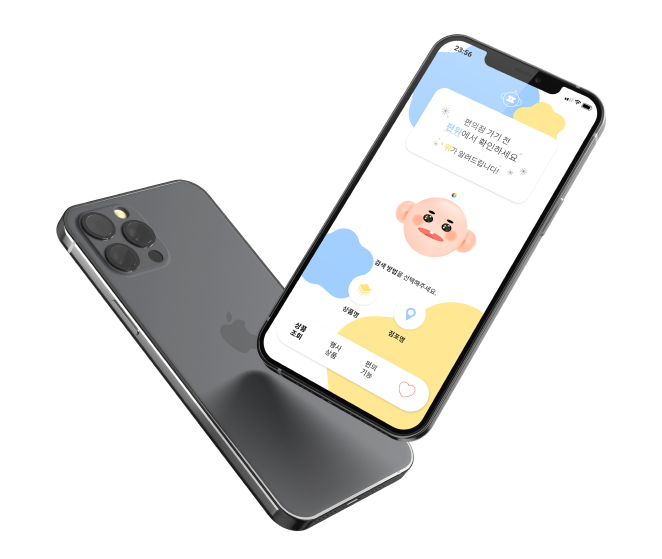 23:56
편의점 가기 전
편위에서 확인하세요
위가 알려드립니다!
검색 방법을 선택해주세요.
상품명
점포명
상품
조회
행사
상품
편의
기능